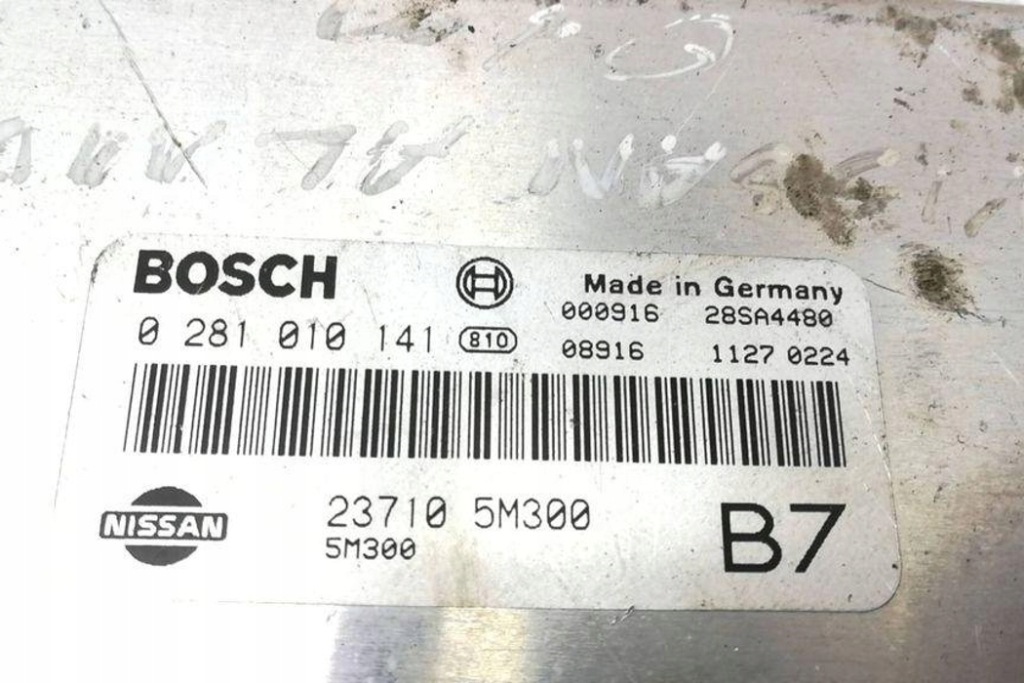 BOSCH
Made in Germany
0 281 010 141 810
000916 28SA4480
08916 1127 0224
NISSAN
23710 5M300
5M300
B7